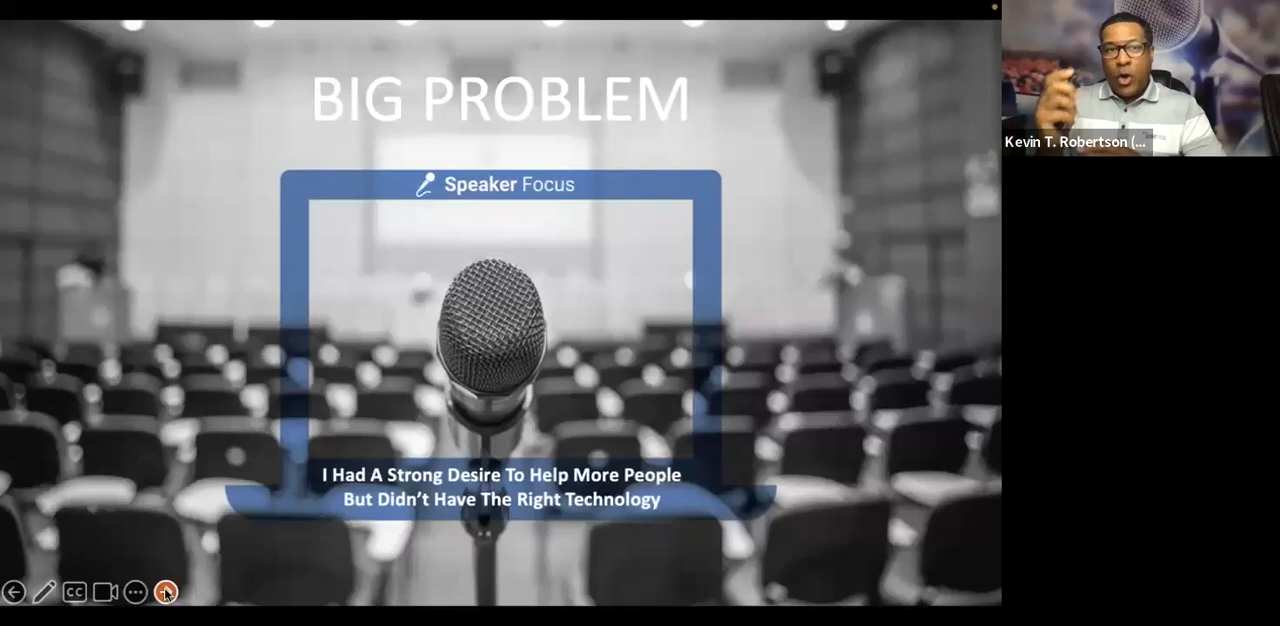 BIG PROBLEM
Speaker Focus
I Had A Strong Desire To Help More People
But Didn't Have The Right Technology
CC
Kevin T. Robertson (...